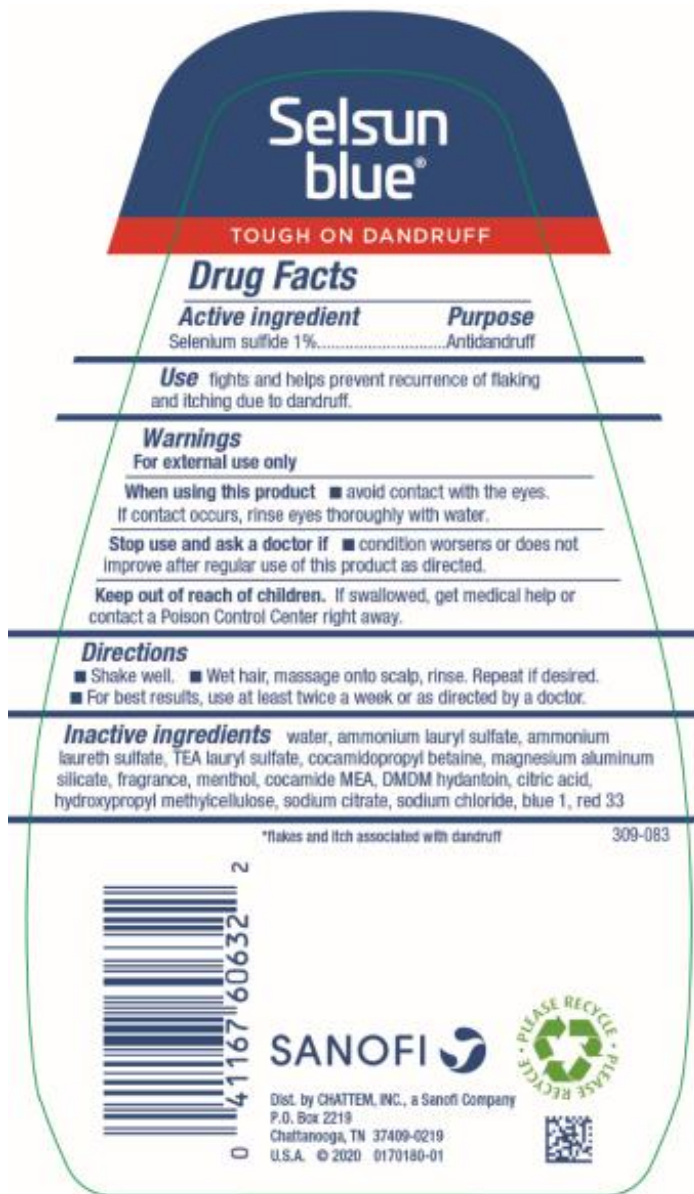 Selsun
blue®
TOUGH ON DANDRUFF
Drug Facts
Active ingredient Purpose
Selenium sulfide 1%............................Antidandruff
Use fights and helps prevent recurrence of flaking
and itching due to dandruff.
Warnings
For external use only
When using this product ■ avoid contact with the eyes.
If contact occurs, rinse eyes thoroughly with water.
Stop use and ask a doctor if ■ condition worsens or does not
improve after regular use of this product as directed.
Keep out of reach of children. If swallowed, get medical help or
contact a Poison Control Center right away.
Directions
■ Shake well. ■ Wet hair, massage onto scalp, rinse. Repeat if desired.
■ For best results, use at least twice a week or as directed by a doctor.
Inactive ingredients water, ammonium lauryl sulfate, ammonium
laureth sulfate, TEA lauryl sulfate, cocamidopropyl betaine, magnesium aluminum
silicate, fragrance, menthol, cocamide MEA, DMDM hydantoin, citric acid,
hydroxypropyl methylcellulose, sodium citrate, sodium chloride, blue 1, red 33
*flakes and itch associated with dandruff 309-083
0 41167 60632 2
SANOFI
PLEASE RECYCLE • PLEASE RECYCLE •
Dist. by CHATTEM, INC., a Sanofi Company
P.O. Box 2219
Chattanooga, TN 37409-0219
U.S.A. © 2020 0170180-01